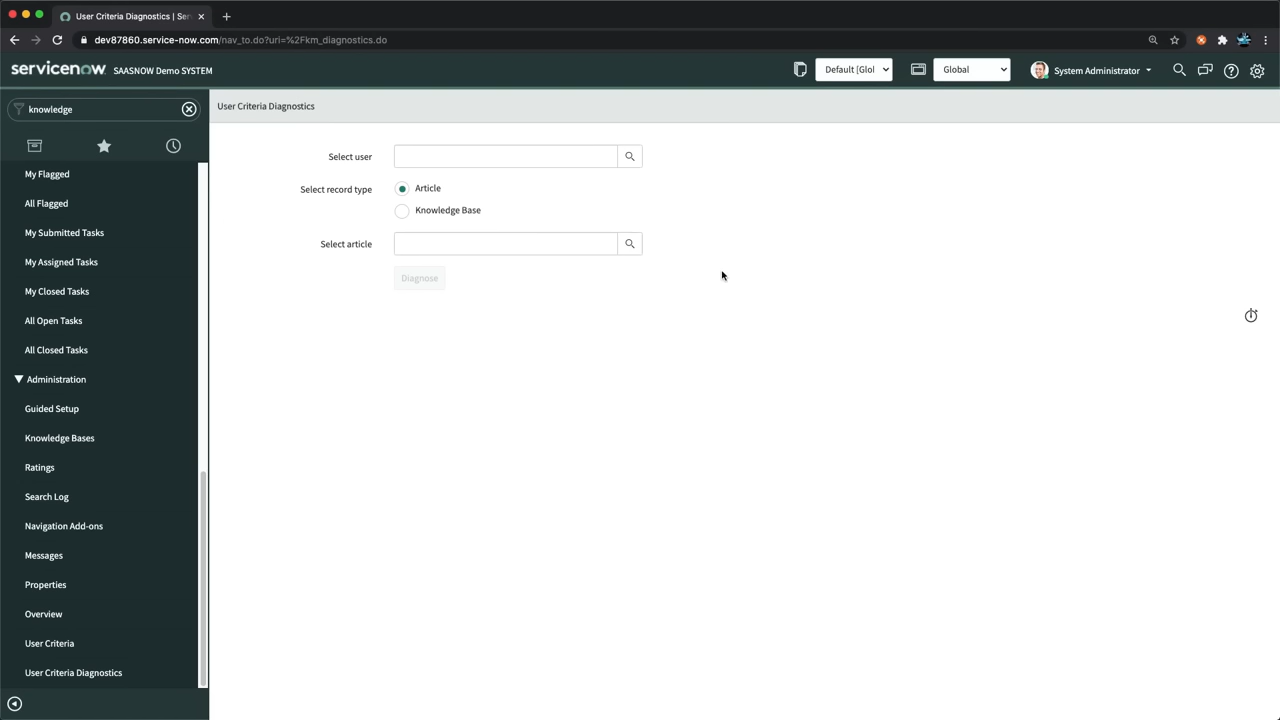 User Criteria Diagnostics | Ser
dev87860.service-now.com/nav_to.do?uri=%2Fkm_diagnostics.do
servicenow SAASNOW Demo SYSTEM
Default [Glol
Global
System Administrator
knowledge
User Criteria Diagnostics
My Flagged
All Flagged
My Submitted Tasks
My Assigned Tasks
My Closed Tasks
All Open Tasks
All Closed Tasks
Administration
Guided Setup
Knowledge Bases
Ratings
Search Log
Navigation Add-ons
Messages
Properties
Overview
User Criteria
User Criteria Diagnostics
Select user
Select record type
Article
Knowledge Base
Select article
Diagnose